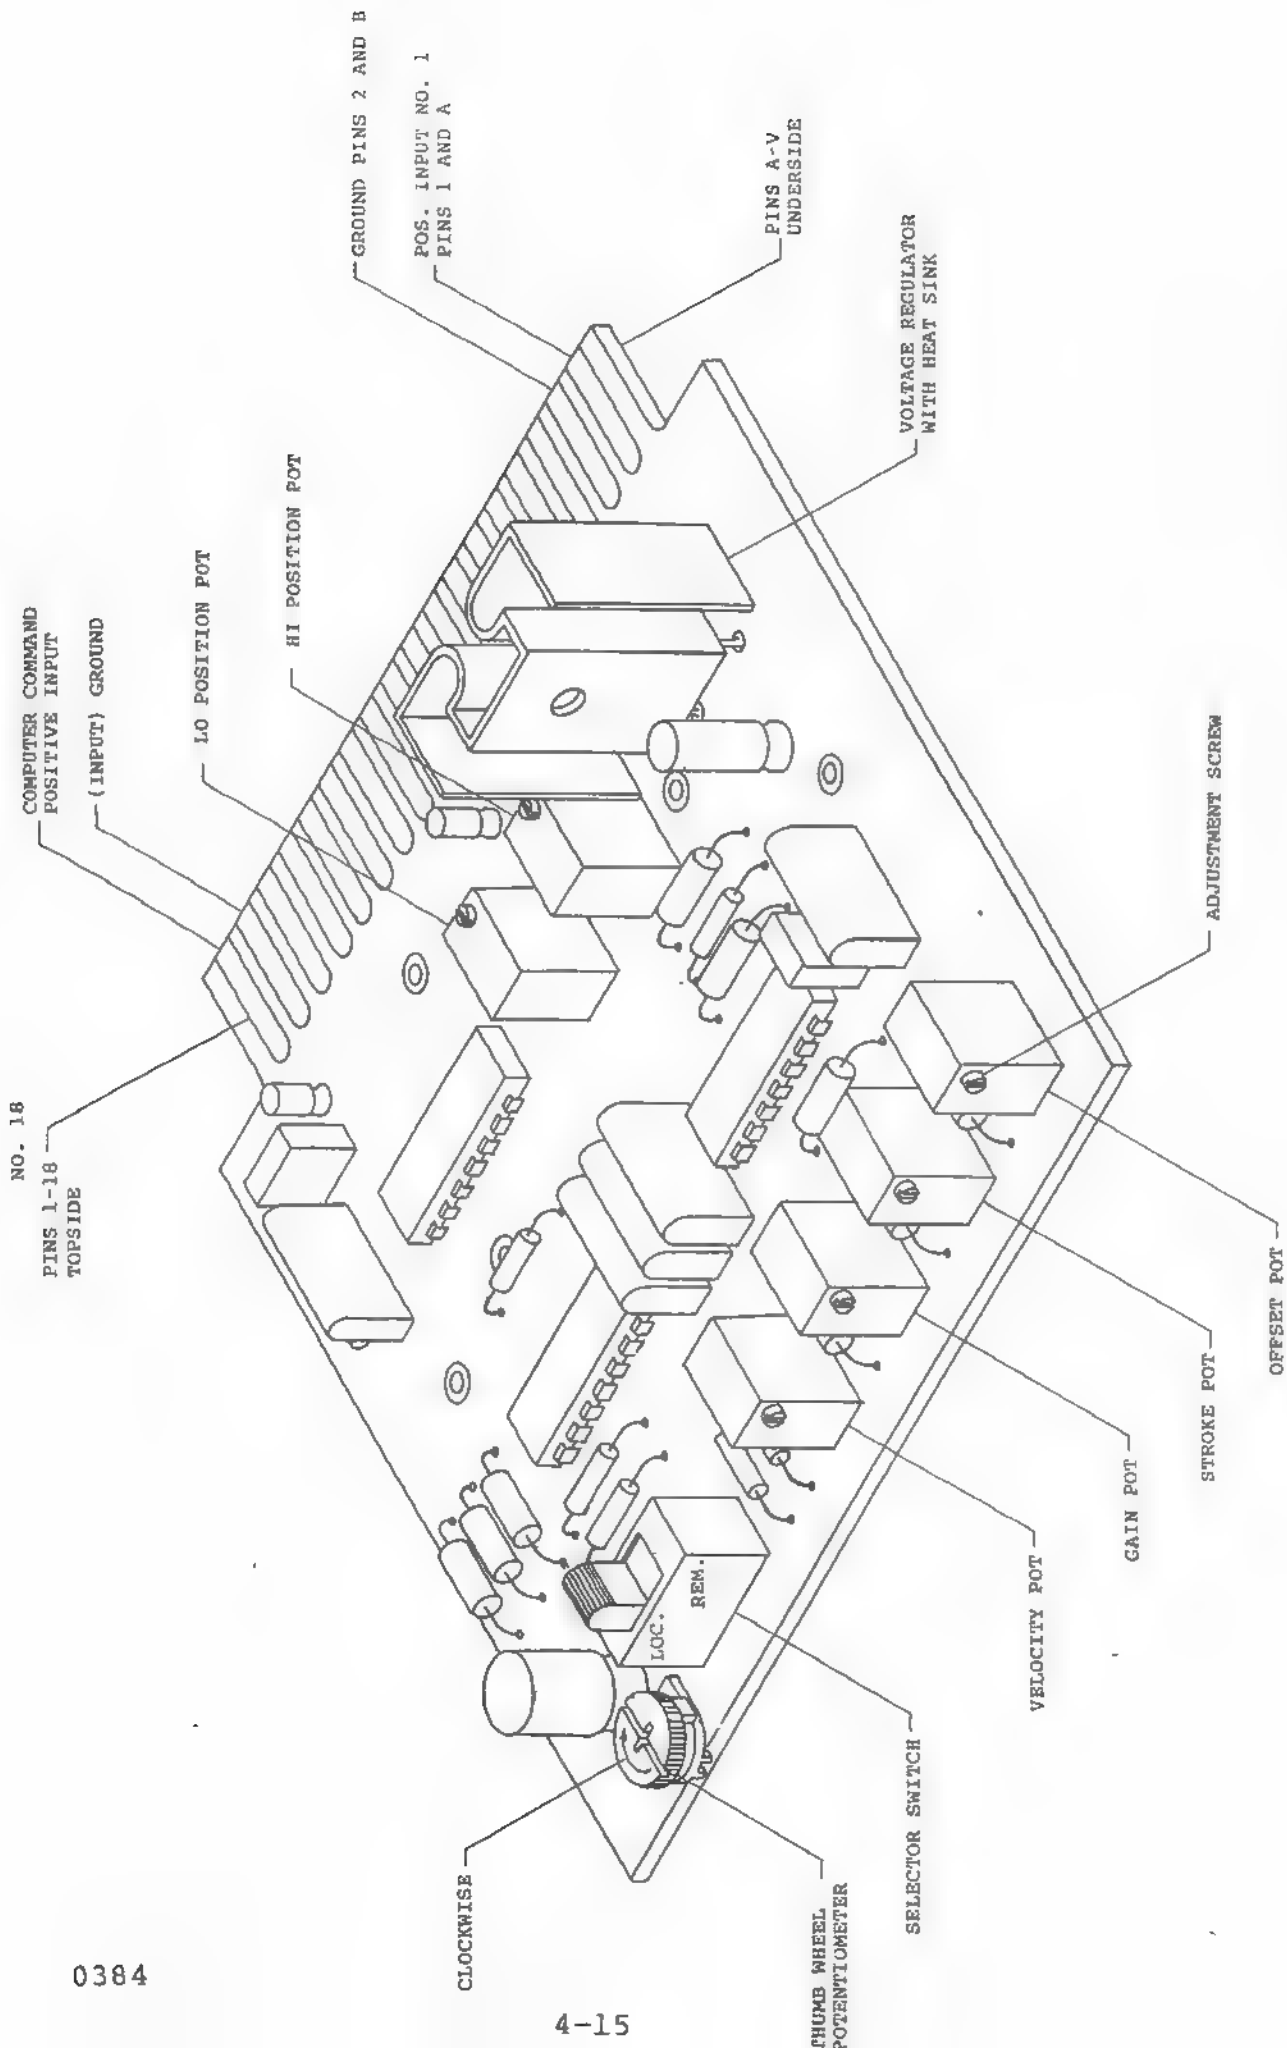 NO. 18
PINS 1-18
TOPSIDE
COMPUTER COMMAND
POSITIVE INPUT
(INPUT) GROUND
LO POSITION POT
HI POSITION POT
GROUND PINS 2 AND B
POS. INPUT NO. 1
PINS 1 AND A
PINS A-V
UNDERSIDE
VOLTAGE REGULATOR
WITH HEAT SINK
ADJUSTMENT SCREW
OFFSET POT
STROKE POT
GAIN POT
VELOCITY POT
SELECTOR SWITCH
THUMB WHEEL
POTENTIOMETER
CLOCKWISE
LOC.
REM.
0384
4-15